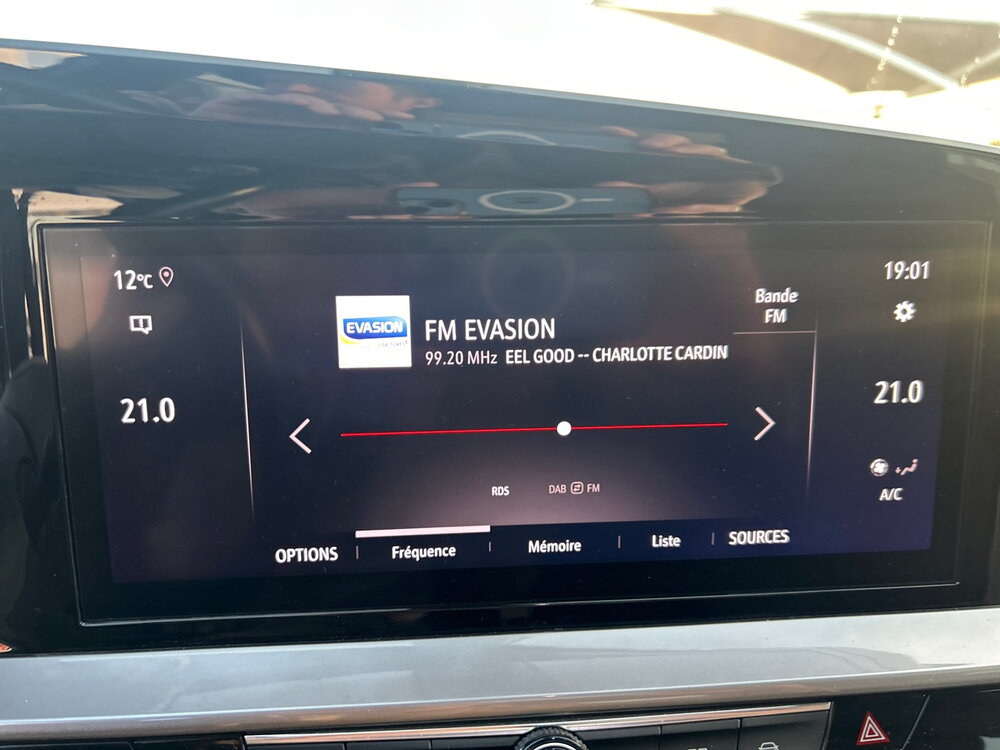 12°C
19:01
EVASION
FM EVASION
99.20 MHz EEL GOOD -- CHARLOTTE CARDIN
Bande
FM
21.0
21.0
RDS
DAB FM
A/C
OPTIONS
Fréquence
Mémoire
Liste
SOURCES